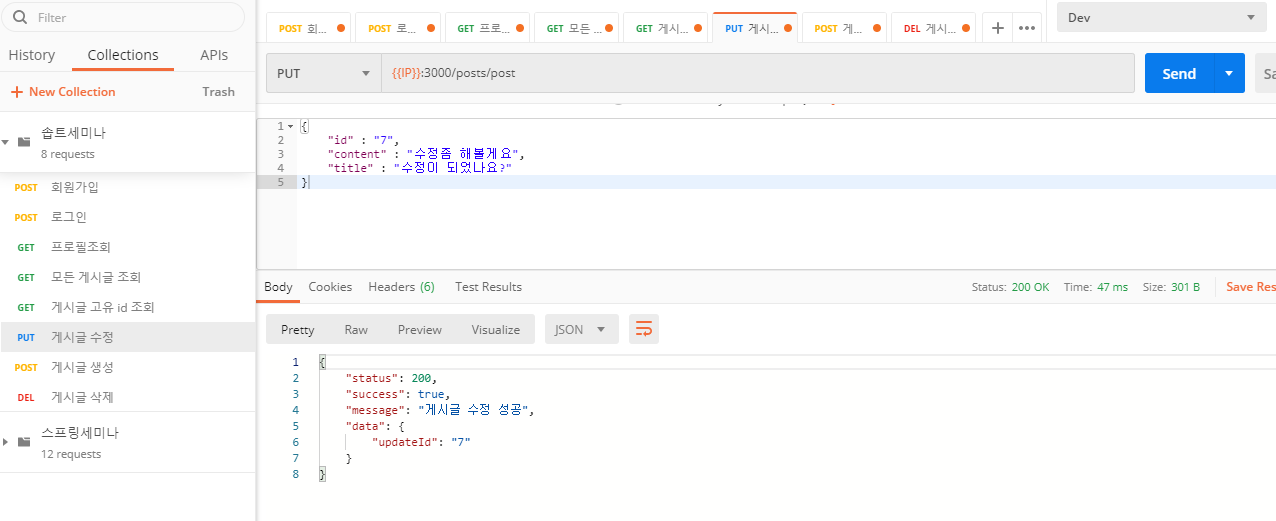 Filter
History Collections APIs
+ New Collection Trash
솝트세미나
8 requests
POST 회원가입
POST 로그인
GET 프로필조회
GET 모든 게시글 조회
GET 게시글 고유 id 조회
PUT 게시글 수정
POST 게시글 생성
DEL 게시글 삭제
스프링세미나
12 requests
POST 회... POST 로... GET 프로... GET 모든 ... GET 게시... PUT 게시... POST 게... DEL 게시... + ••• Dev
PUT {{IP}}:3000/posts/post Send Sa
1 {
2 "id" : "7",
3 "content" : "수정좀 해볼게요",
4 "title" : "수정이 되었나요?"
5 }
Body Cookies Headers (6) Test Results Status: 200 OK Time: 47 ms Size: 301 B Save Res
Pretty Raw Preview Visualize JSON
1 {
2 "status": 200,
3 "success": true,
4 "message": "게시글 수정 성공",
5 "data": {
6 "updateId": "7"
7 }
8 }